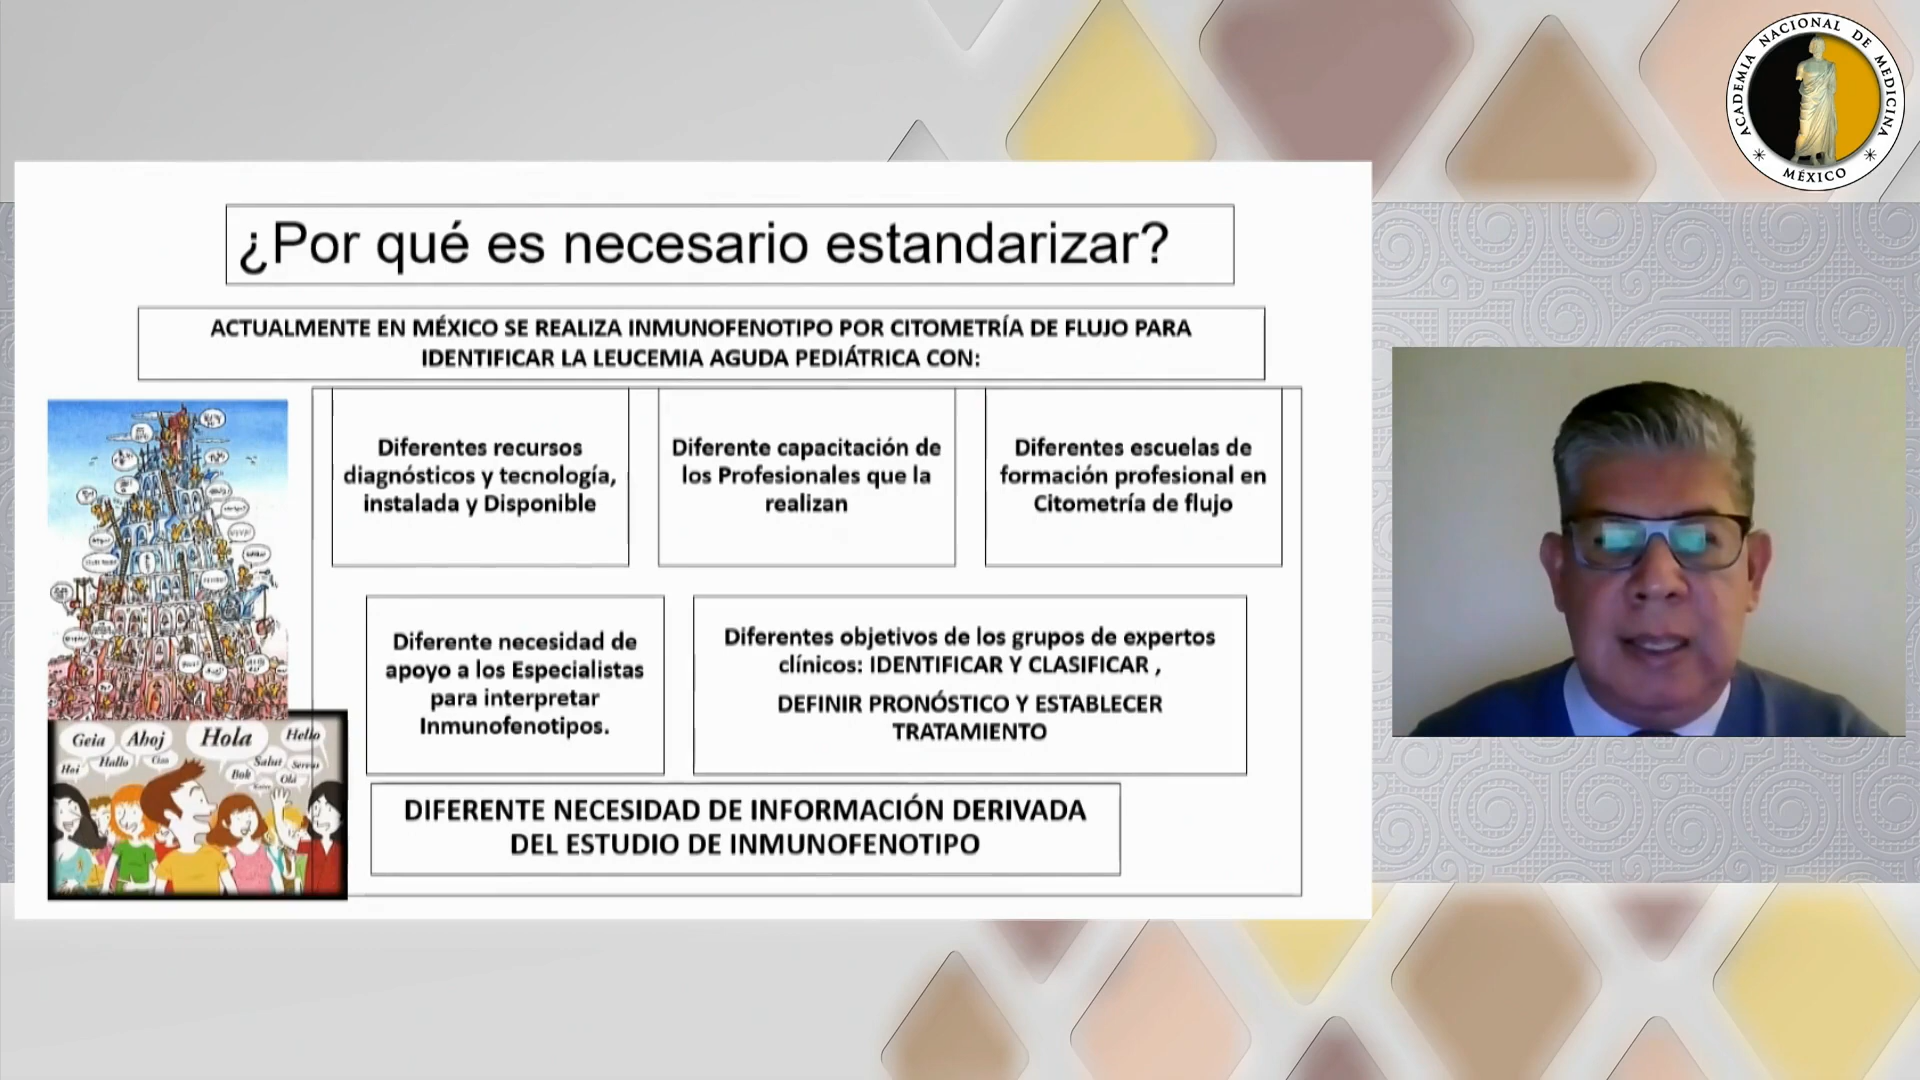 ACADEMIA NACIONAL DE MEDICINA
MÉXICO
¿Por qué es necesario estandarizar?
ACTUALMENTE EN MÉXICO SE REALIZA INMUNOFENOTIPO POR CITOMETRÍA DE FLUJO PARA
IDENTIFICAR LA LEUCEMIA AGUDA PEDIÁTRICA CON:
Diferentes recursos
diagnósticos y tecnología,
instalada y Disponible
Diferente capacitación de
los Profesionales que la
realizan
Diferentes escuelas de
formación profesional en
Citometría de flujo
Diferente necesidad de
apoyo a los Especialistas
para interpretar
Inmunofenotipos.
Diferentes objetivos de los grupos de expertos
clínicos: IDENTIFICAR Y CLASIFICAR ,
DEFINIR PRONÓSTICO Y ESTABLECER
TRATAMIENTO
DIFERENTE NECESIDAD DE INFORMACIÓN DERIVADA
DEL ESTUDIO DE INMUNOFENOTIPO
Geia Ahoj Hola Hello
Hoi Hallo Ciao Bok Salut Servus
Olá